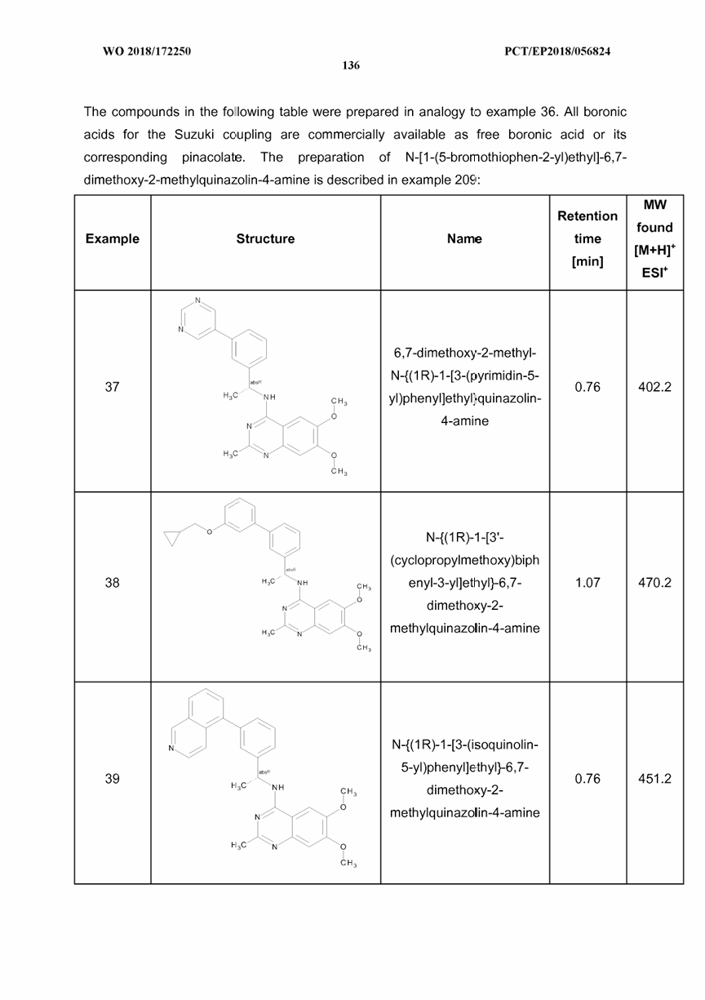 WO 2018/172250 PCT/EP2018/056824
136
The compounds in the following table were prepared in analogy to example 36. All boronic
acids for the Suzuki coupling are commercially available as free boronic acid or its
corresponding pinacolate. The preparation of N-[1-(5-bromothiophen-2-yl)ethyl]-6,7-
dimethoxy-2-methylquinazolin-4-amine is described in example 209:
Example
Structure
Name
Retention
time
[min]
MW
found
[M+H]+
ESI+
37
N
N
absR
H3C
NH
CH3
O
N
H3C
N
O
CH3
6,7-dimethoxy-2-methyl-
N-{(1R)-1-[3-(pyrimidin-5-
yl)phenyl]ethyl}quinazolin-
4-amine
0.76
402.2
38
O
absR
H3C
NH
CH3
O
N
H3C
N
O
CH3
N-{(1R)-1-[3'-
(cyclopropylmethoxy)biph
enyl-3-yl]ethyl}-6,7-
dimethoxy-2-
methylquinazolin-4-amine
1.07
470.2
39
N
absR
H3C
NH
CH3
O
N
H3C
N
O
CH3
N-{(1R)-1-[3-(isoquinolin-
5-yl)phenyl]ethyl}-6,7-
dimethoxy-2-
methylquinazolin-4-amine
0.76
451.2